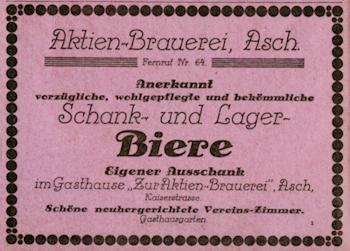 Aktien-Brauerei, Asch.
Fernruf Nr. 64.
Anerkannt
vorzügliche, wohlgepflegte und bekömmliche
Schank- und Lager-
Biere
Eigener Ausschank
im Gasthause „Zur Aktien-Brauerei", Asch,
Kaiserstrasse.
Schöne neuhergerichtete Vereins-Zimmer.
Gasthausgarten.
1